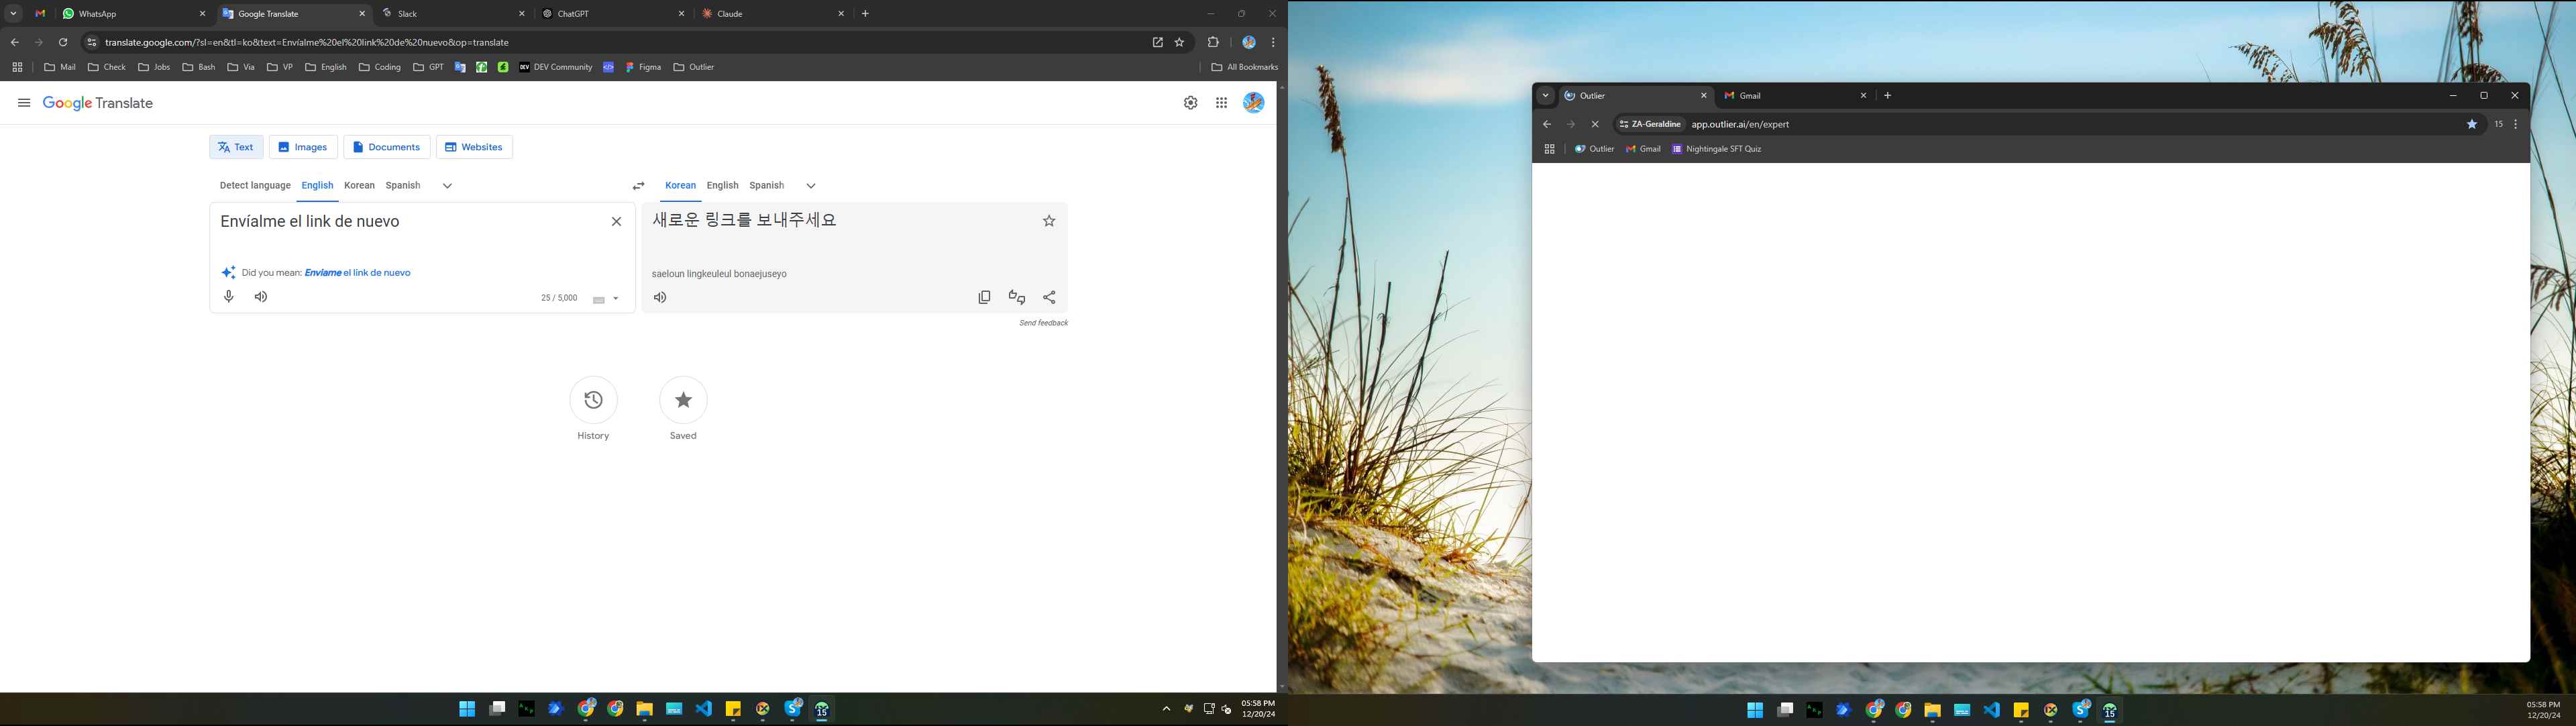 WhatsApp
Google Translate
Slack
ChatGPT
Claude
translate.google.com/?sl=en&tl=ko&text=Envíalme%20el%20link%20de%20nuevo&op=translate
Mail
Check
Jobs
Bash
Via
VP
English
Coding
GPT
DEV Community
Figma
Outlier
All Bookmarks
Google Translate
Text
Images
Documents
Websites
Detect language
English
Korean
Spanish
Korean
English
Spanish
Envíalme el link de nuevo
새로운 링크를 보내주세요
Did you mean: Enviame el link de nuevo
saeloun lingkeuleul bonaejuseyo
25 / 5,000
Send feedback
History
Saved
05:58 PM
12/20/24
Outlier
Gmail
ZA-Geraldine
app.outlier.ai/en/expert
15
Outlier
Gmail
Nightingale SFT Quiz
15
05:58 PM
12/20/24
15